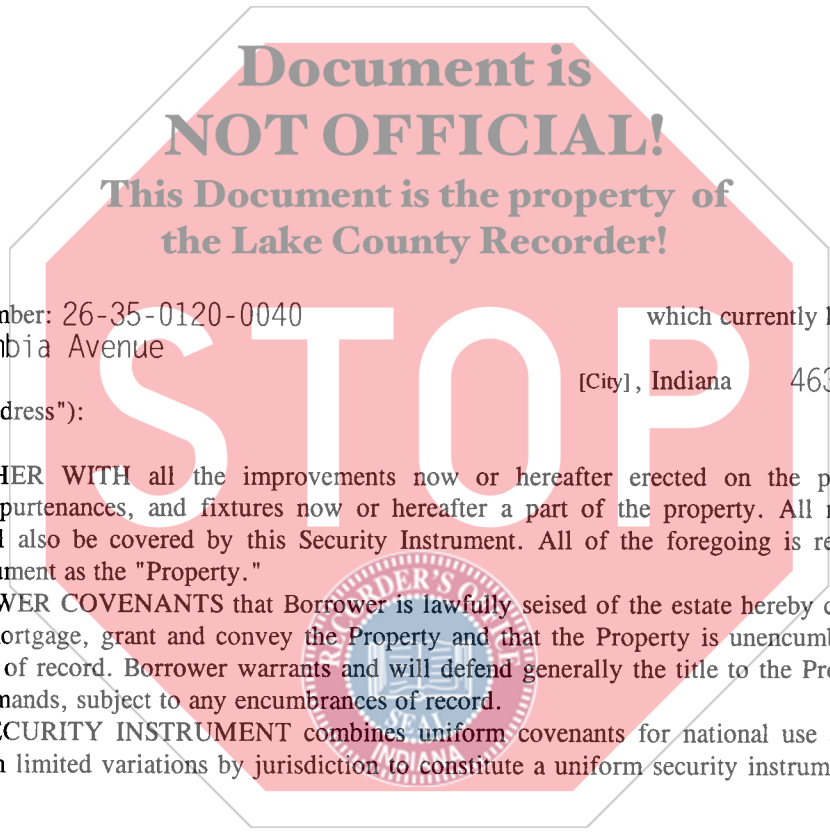 Document is
NOT OFFICIAL!
This Document is the property of
the Lake County Recorder!
mber: 26-35-0120-0040 which currently
mbia Avenue
[City], Indiana 463
dress"):
STOP
HER WITH all the improvements now or hereafter erected on the p
purtenances, and fixtures now or hereafter a part of the property. All
also be covered by this Security Instrument. All of the foregoing is re
ument as the "Property."
WER COVENANTS that Borrower is lawfully seised of the estate hereby
ortgage, grant and convey the Property and that the Property is unencumb
of record. Borrower warrants and will defend generally the title to the Pro
mands, subject to any encumbrances of record.
ECURITY INSTRUMENT combines uniform covenants for national use
limited variations by jurisdiction to constitute a uniform security instrum
RECORDER'S OFFICE
SEAL
INDIANA